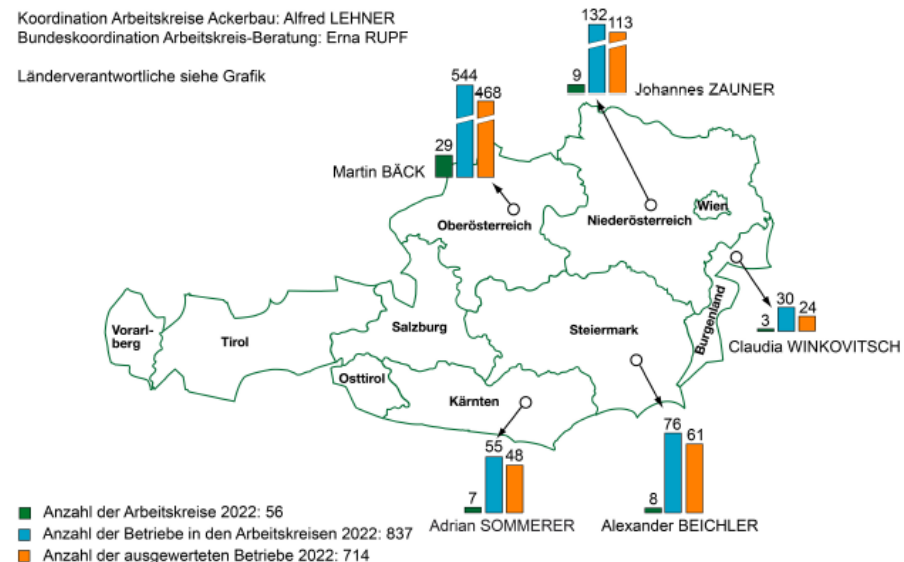 Koordination Arbeitskreise Ackerbau: Alfred LEHNER
Bundeskoordination Arbeitskreis-Beratung: Erna RUPF
Länderverantwortliche siehe Grafik
132
113
9
Johannes ZAUNER
544
468
29
Martin BÄCK
Oberösterreich
Niederösterreich
Wien
Burgenland
3
30
24
Claudia WINKOVITSCH
Vorarl-
berg
Tirol
Salzburg
Steiermark
Osttirol
Kärnten
7
55
48
Adrian SOMMERER
8
76
61
Alexander BEICHLER
Anzahl der Arbeitskreise 2022: 56
Anzahl der Betriebe in den Arbeitskreisen 2022: 837
Anzahl der ausgewerteten Betriebe 2022: 714